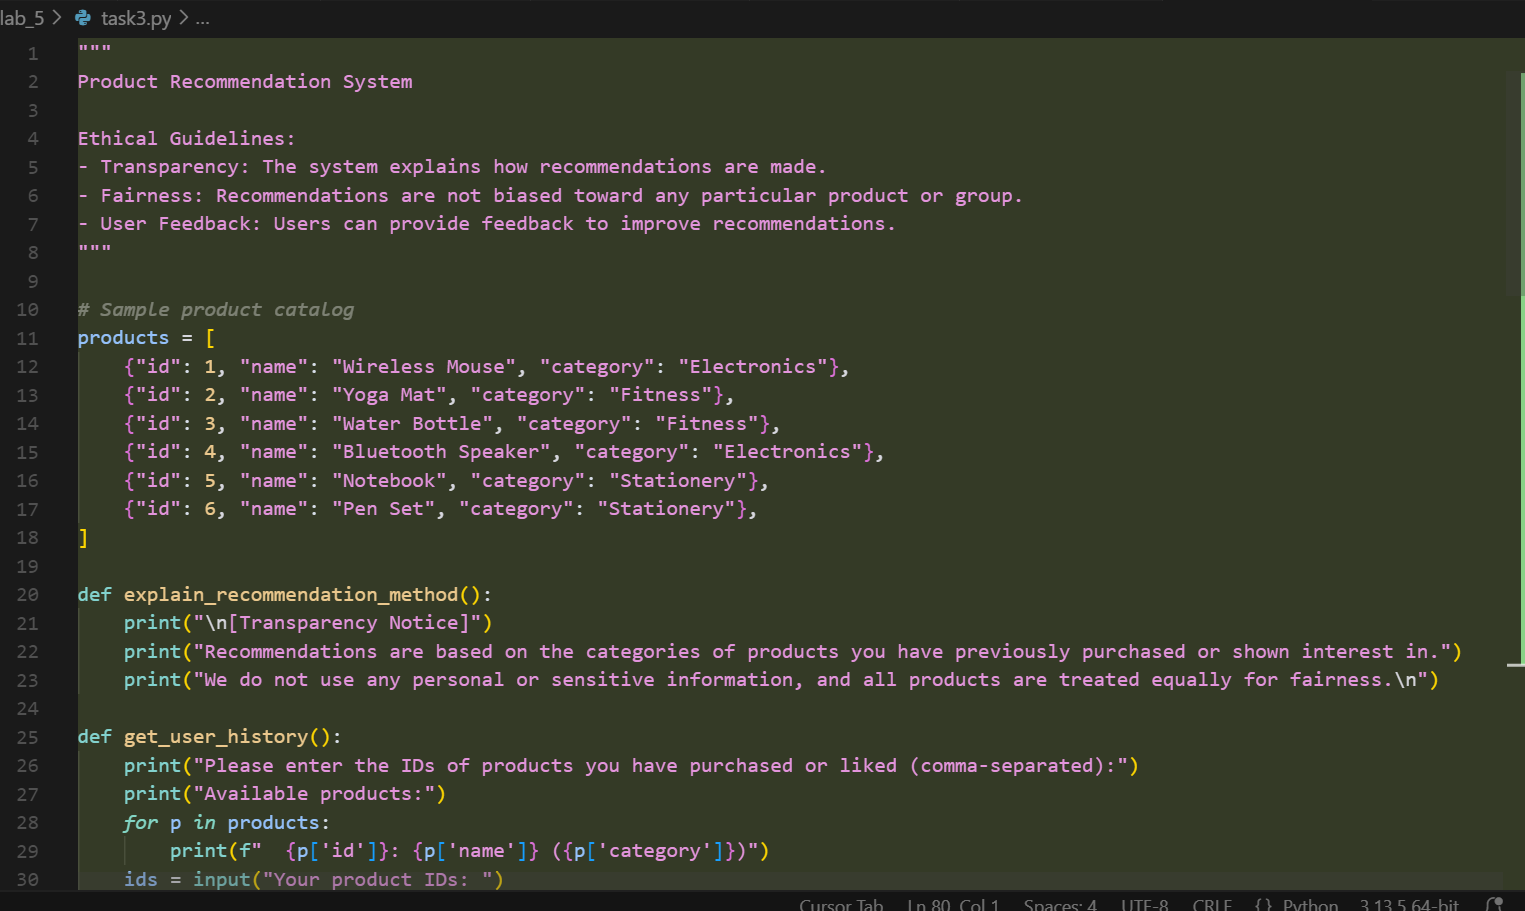 lab_5 > task3.py > ...
1 """
2 Product Recommendation System
3
4 Ethical Guidelines:
5 - Transparency: The system explains how recommendations are made.
6 - Fairness: Recommendations are not biased toward any particular product or group.
7 - User Feedback: Users can provide feedback to improve recommendations.
8 """
9
10 # Sample product catalog
11 products = [
12     {"id": 1, "name": "Wireless Mouse", "category": "Electronics"},
13     {"id": 2, "name": "Yoga Mat", "category": "Fitness"},
14     {"id": 3, "name": "Water Bottle", "category": "Fitness"},
15     {"id": 4, "name": "Bluetooth Speaker", "category": "Electronics"},
16     {"id": 5, "name": "Notebook", "category": "Stationery"},
17     {"id": 6, "name": "Pen Set", "category": "Stationery"},
18 ]
19
20 def explain_recommendation_method():
21     print("\n[Transparency Notice]")
22     print("Recommendations are based on the categories of products you have previously purchased or shown interest in.")
23     print("We do not use any personal or sensitive information, and all products are treated equally for fairness.\n")
24
25 def get_user_history():
26     print("Please enter the IDs of products you have purchased or liked (comma-separated):")
27     print("Available products:")
28     for p in products:
29         print(f"  {p['id']}: {p['name']} ({p['category']})")
30     ids = input("Your product IDs: ")
Cursor Tab Ln 80, Col 1 Spaces: 4 UTF-8 CRLF {} Python 3.13.5 64-bit